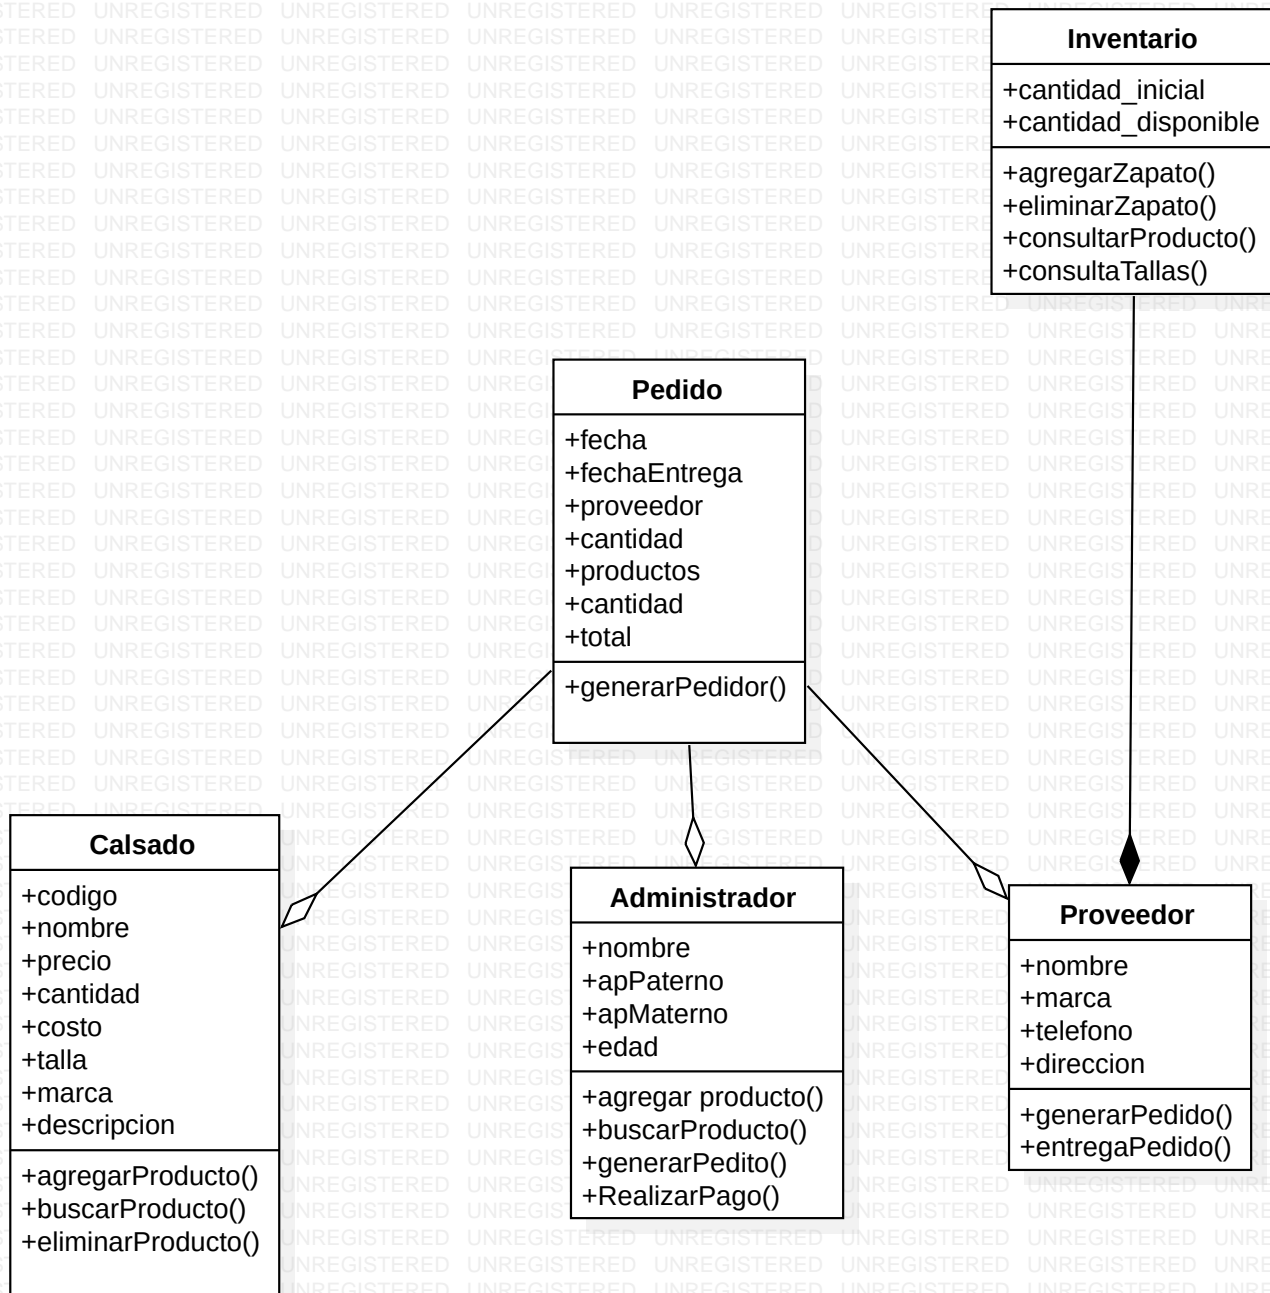 Inventario
+cantidad_inicial
+cantidad_disponible
+agregarZapato()
+eliminarZapato()
+consultarProducto()
+consultaTallas()
Pedido
+fecha
+fechaEntrega
+proveedor
+cantidad
+productos
+cantidad
+total
+generarPedidor()
Calsado
+codigo
+nombre
+precio
+cantidad
+costo
+talla
+marca
+descripcion
+agregarProducto()
+buscarProducto()
+eliminarProducto()
Administrador
+nombre
+apPaterno
+apMaterno
+edad
+agregar producto()
+buscarProducto()
+generarPedito()
+RealizarPago()
Proveedor
+nombre
+marca
+telefono
+direccion
+generarPedido()
+entregaPedido()
UNREGISTERED